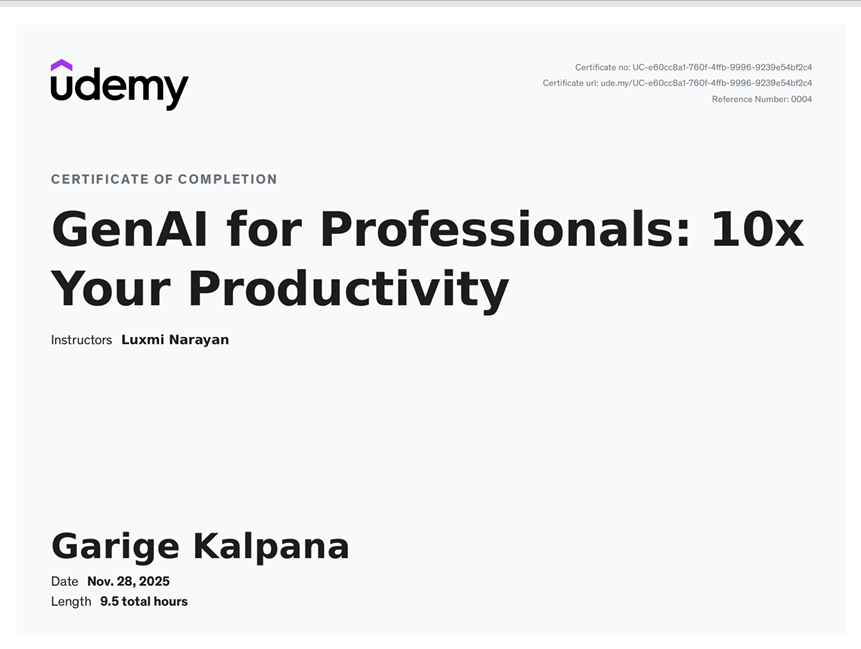 udemy
Certificate no: UC-e60cc8a1-760f-4ffb-9996-9239e54bf2c4
Certificate url: ude.my/UC-e60cc8a1-760f-4ffb-9996-9239e54bf2c4
Reference Number: 0004
CERTIFICATE OF COMPLETION
GenAI for Professionals: 10x
Your Productivity
Instructors Luxmi Narayan
Garige Kalpana
Date Nov. 28, 2025
Length 9.5 total hours